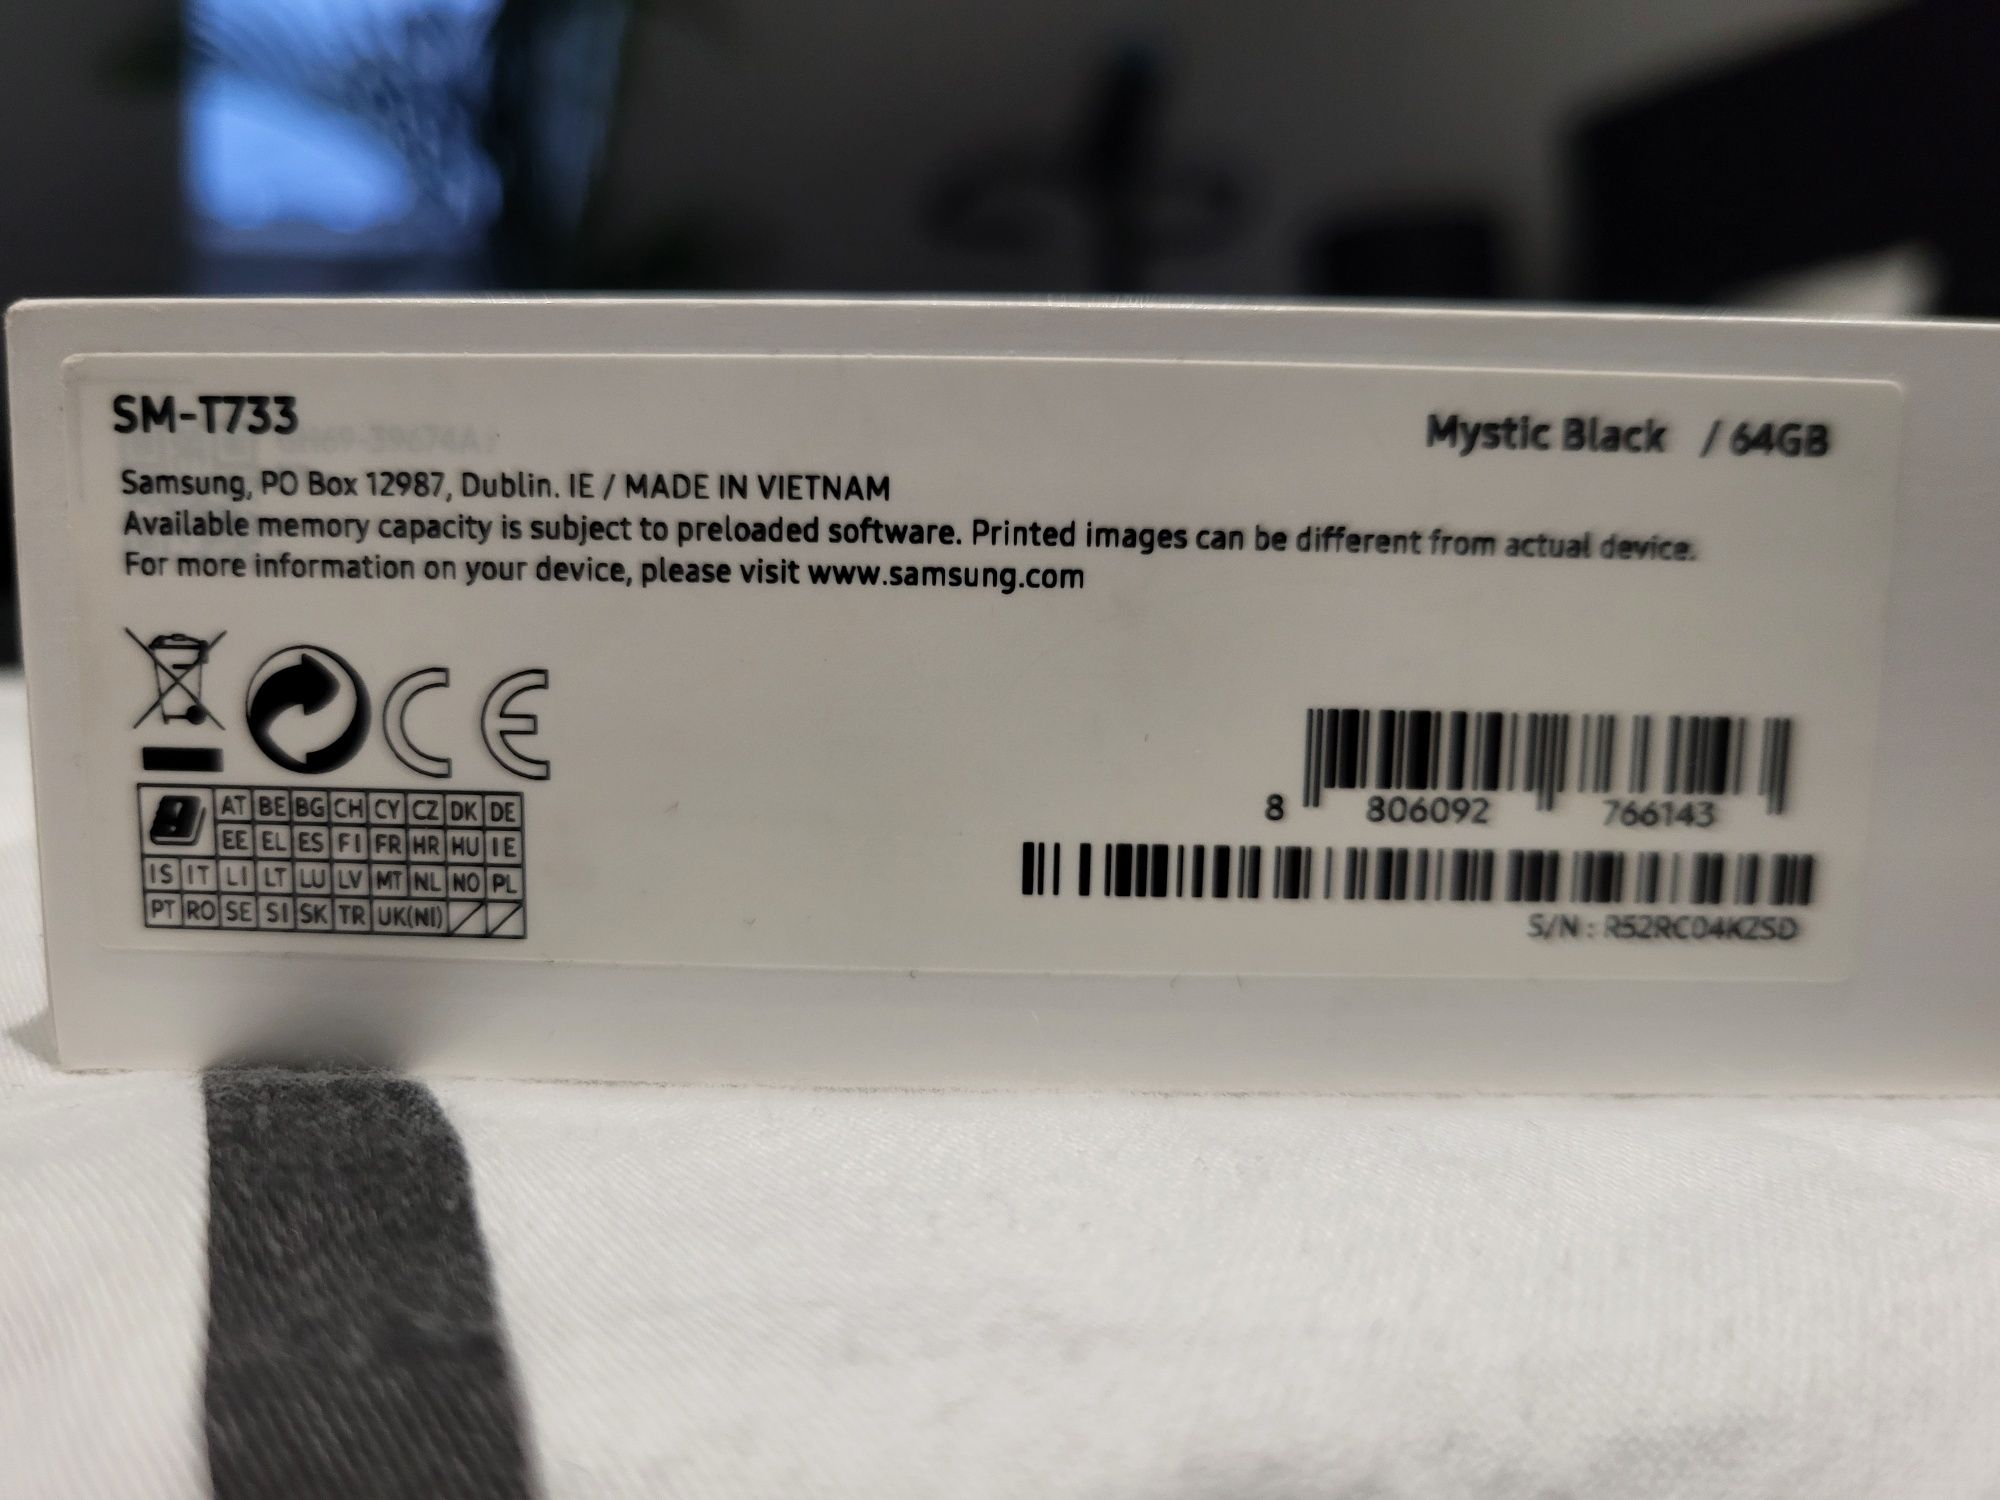 SM-T733
Mystic Black / 64GB
Samsung, PO Box 12987, Dublin. IE / MADE IN VIETNAM
Available memory capacity is subject to preloaded software. Printed images can be different from actual device.
For more information on your device, please visit www.samsung.com
CE
AT BE BG CH CY CZ DK DE
EE EL ES FI FR HR HU IE
IS IT LI LT LU LV MT NL NO PL
PT RO SE SI SK TR UK(NI)
8 806092 766143
S/N : R52RC04KZSD